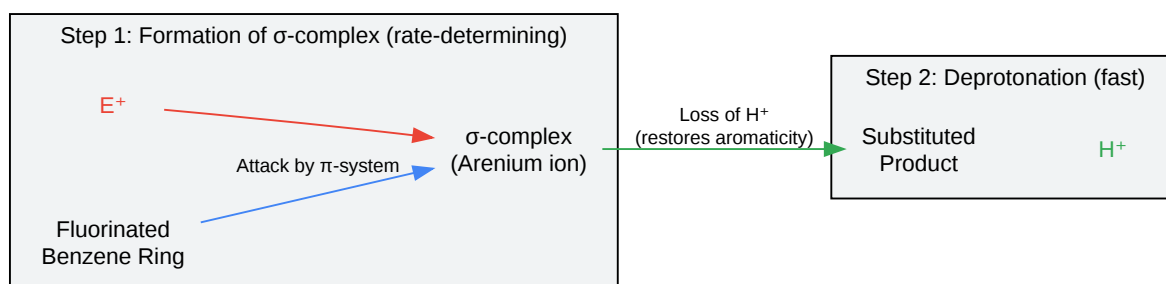 Step 1: Formation of σ-complex (rate-determining)
E⁺
Attack by π-system
σ-complex
(Arenium ion)
Fluorinated
Benzene Ring
Loss of H⁺
(restores aromaticity)
Step 2: Deprotonation (fast)
Substituted
Product
H⁺